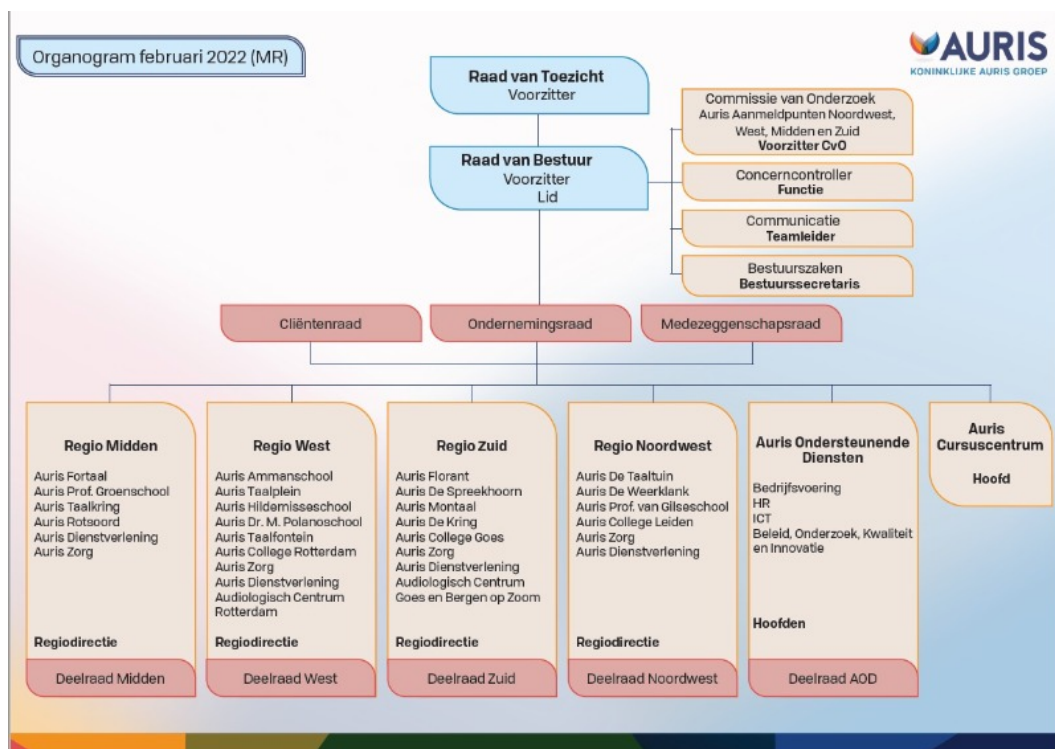 Organogram februari 2022 (MR)
AURIS
KONINKLIJKE AURIS GROEP
Raad van Toezicht
Voorzitter
Raad van Bestuur
Voorzitter
Lid
Commissie van Onderzoek
Auris Aanmeldpunten Noordwest,
West, Midden en Zuid
Voorzitter CvO
Concerncontroller
Functie
Communicatie
Teamleider
Bestuurszaken
Bestuurssecretaris
Cliëntenraad
Ondernemingsraad
Medezeggenschapsraad
Regio Midden
Auris Fortaal
Auris Prof. Groenschool
Auris Taalkring
Auris Rotsoord
Auris Dienstverlening
Auris Zorg
Regiodirectie
Deelraad Midden
Regio West
Auris Ammanschool
Auris Taalplein
Auris Hildernisseschool
Auris Dr. M. Polanoschool
Auris Taalfontein
Auris College Rotterdam
Auris Zorg
Auris Dienstverlening
Audiologisch Centrum
Rotterdam
Regiodirectie
Deelraad West
Regio Zuid
Auris Florant
Auris De Spreekhoorn
Auris Montaal
Auris De Kring
Auris College Goes
Auris Zorg
Auris Dienstverlening
Audiologisch Centrum
Goes en Bergen op Zoom
Regiodirectie
Deelraad Zuid
Regio Noordwest
Auris De Taaltuin
Auris De Weerklank
Auris Prof. van Gilseschool
Auris College Leiden
Auris Zorg
Auris Dienstverlening
Regiodirectie
Deelraad Noordwest
Auris Ondersteunende
Diensten
Bedrijfsvoering
HR
ICT
Beleid, Onderzoek, Kwaliteit
en Innovatie
Hoofden
Deelraad AOD
Auris
Cursuscentrum
Hoofd